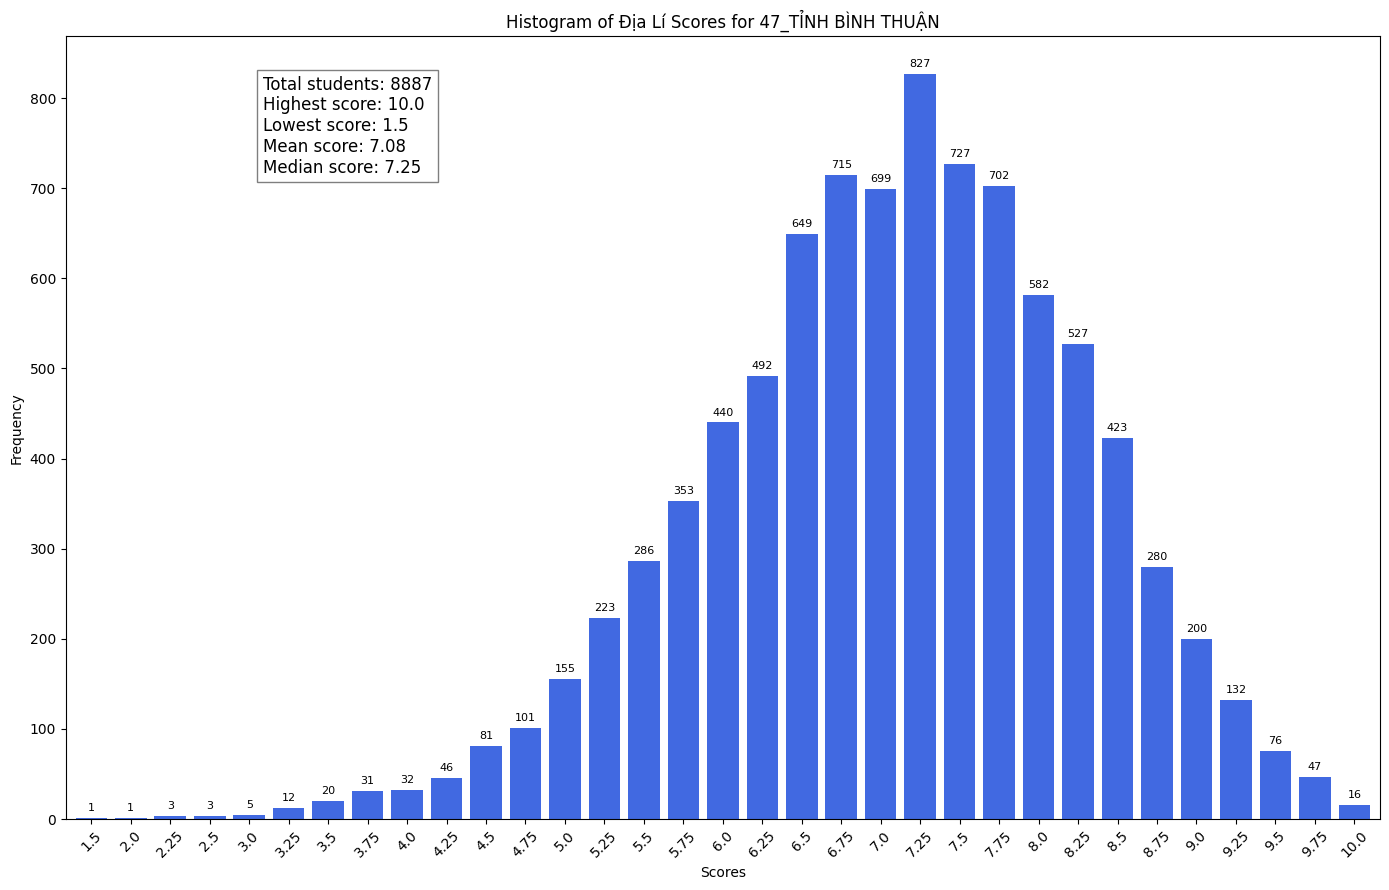 Histogram of Địa Lí Scores for 47_TỈNH BÌNH THUẬN
Total students: 8887
Highest score: 10.0
Lowest score: 1.5
Mean score: 7.08
Median score: 7.25
Frequency
800
700
600
500
400
300
200
100
0
1 1 3 3 5 12 20 31 32 46 81 101 155 223 286 353 440 492 649 715 699 827 727 702 582 527 423 280 200 132 76 47 16
1.5 2.0 2.25 2.5 3.0 3.25 3.5 3.75 4.0 4.25 4.5 4.75 5.0 5.25 5.5 5.75 6.0 6.25 6.5 6.75 7.0 7.25 7.5 7.75 8.0 8.25 8.5 8.75 9.0 9.25 9.5 9.75 10.0
Scores